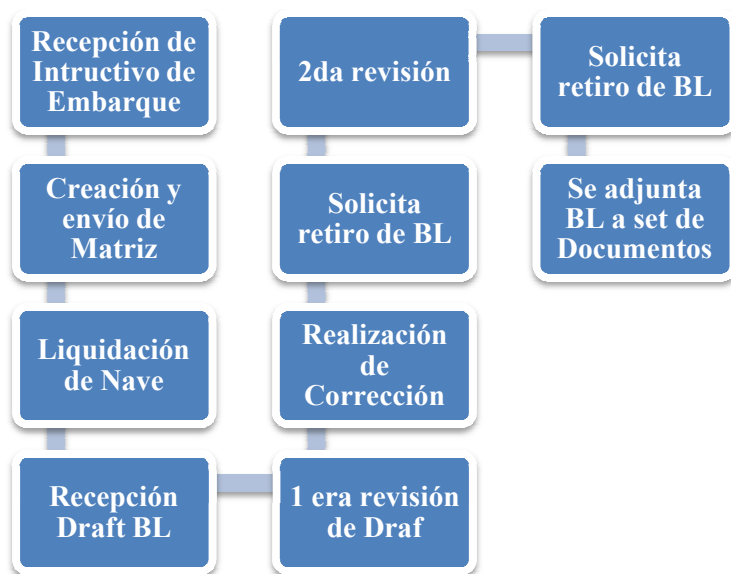 Recepción de
Intructivo de
Embarque
Creación y
envío de
Matriz
Liquidación
de Nave
Recepción
Draft BL
1 era revisión
de Draf
Realización
de
Corrección
Solicita
retiro de BL
2da revisión
Solicita
retiro de BL
Se adjunta
BL a set de
Documentos